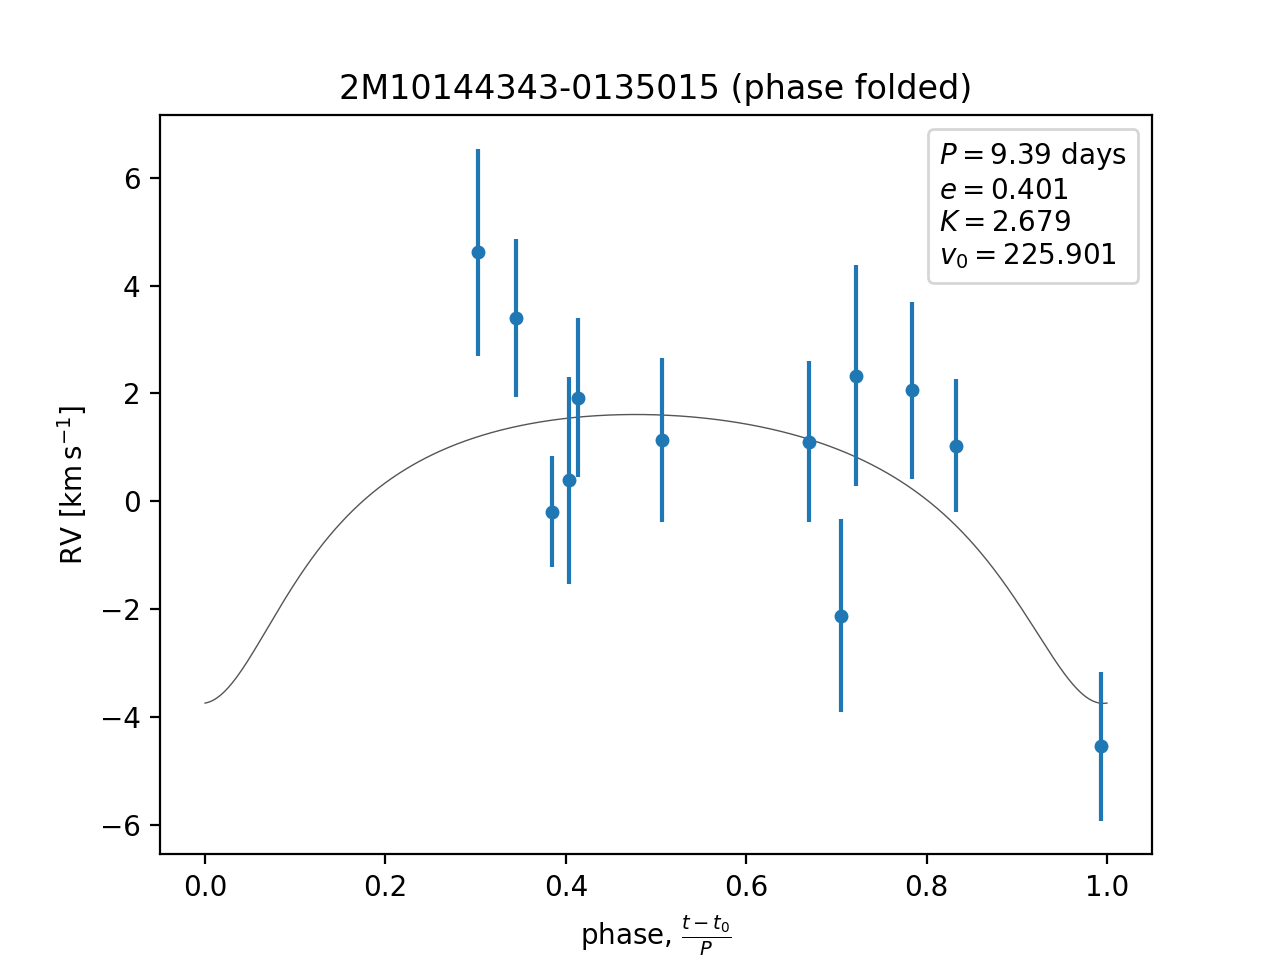 2M10144343-0135015 (phase folded)
P = 9.39 days
e = 0.401
K = 2.679
v₀ = 225.901
RV [km s⁻¹]
6
4
2
0
−2
−4
−6
0.0 0.2 0.4 0.6 0.8 1.0
phase, (t − t₀)/P